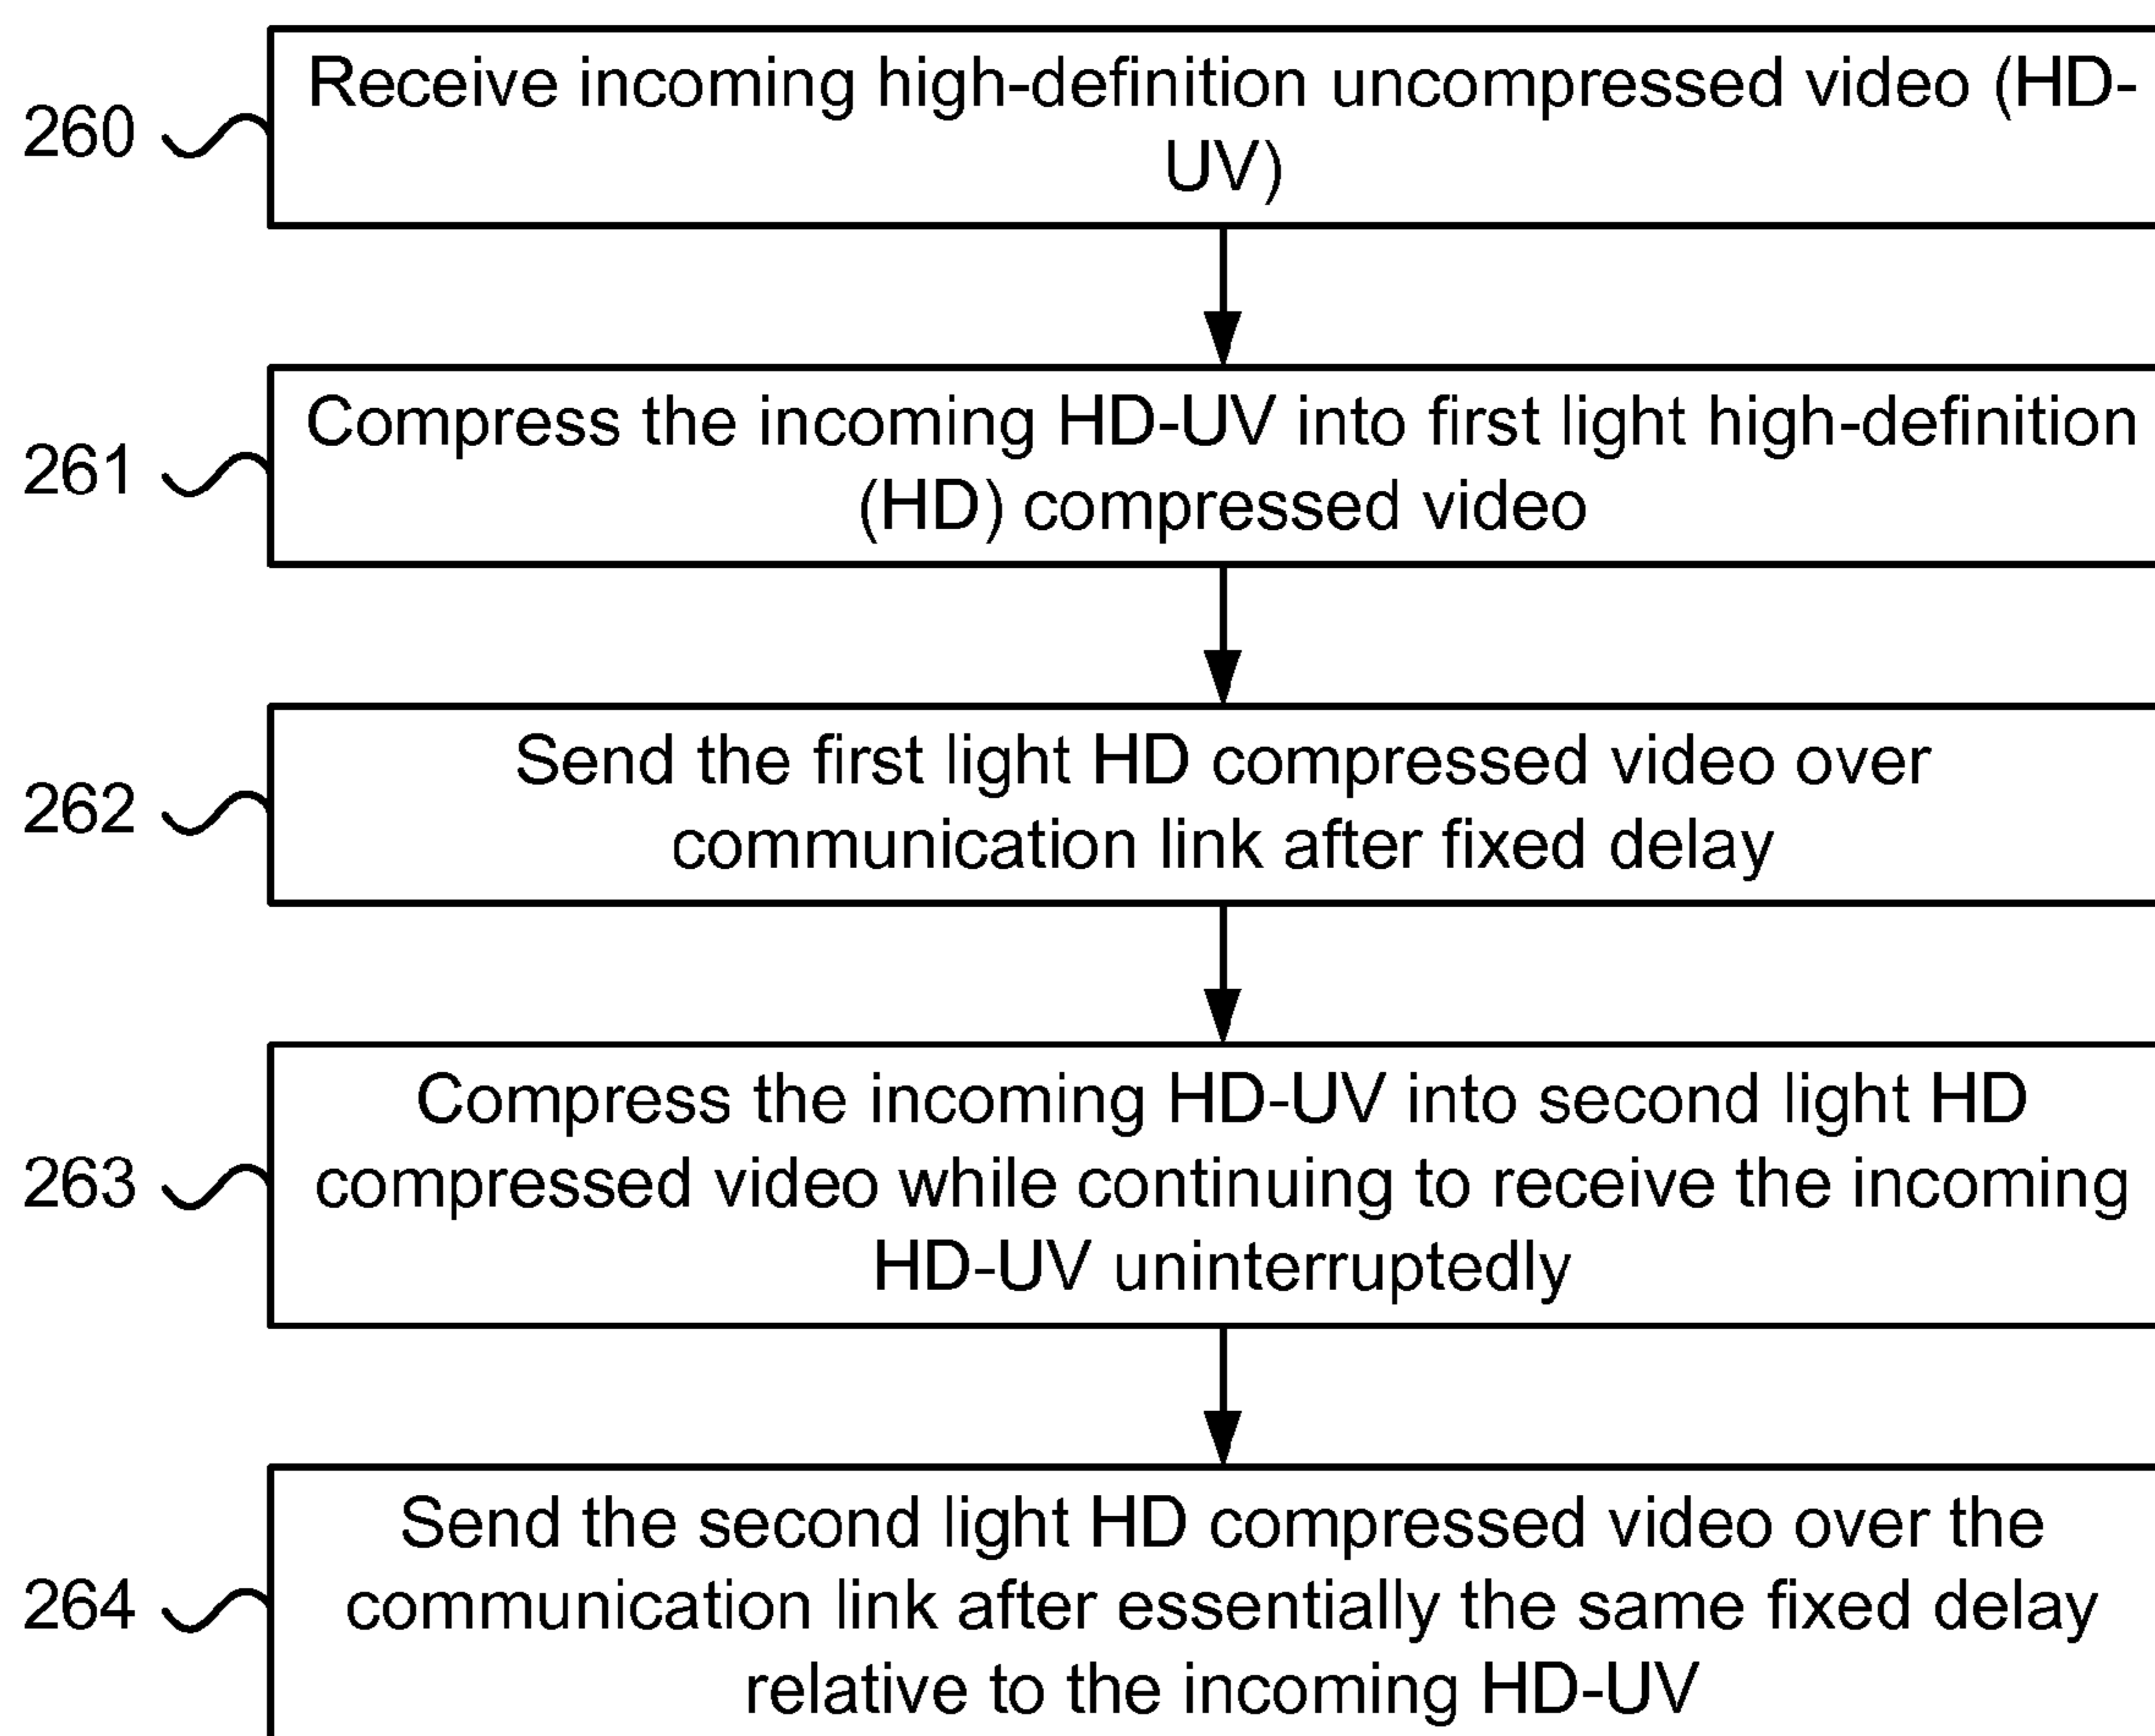 Receive incoming high-definition uncompressed video (HD-
260
UV)
Compress the incoming HD-UV into first light high-definition
261
(HD) compressed video
Send the first light HD compressed video over
262
communication link after fixed delay
Compress the incoming HD-UV into second light HD
263
compressed video while continuing to receive the incoming
HD-UV uninterruptedly
Send the second light HD compressed video over the
264
communication link after essentially the same fixed delay
relative to the incoming HD-UV